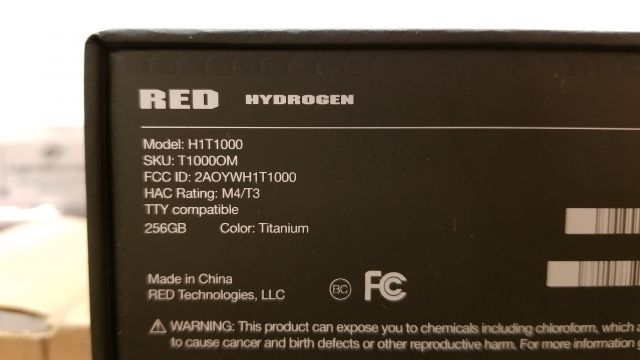 RED HYDROGEN
Model: H1T1000
SKU: T1000OM
FCC ID: 2AOYWH1T1000
HAC Rating: M4/T3
TTY compatible
256GB Color: Titanium
Made in China
RED Technologies, LLC
BC FC
WARNING: This product can expose you to chemicals including chloroform, which
to cause cancer and birth defects or other reproductive harm. For more information